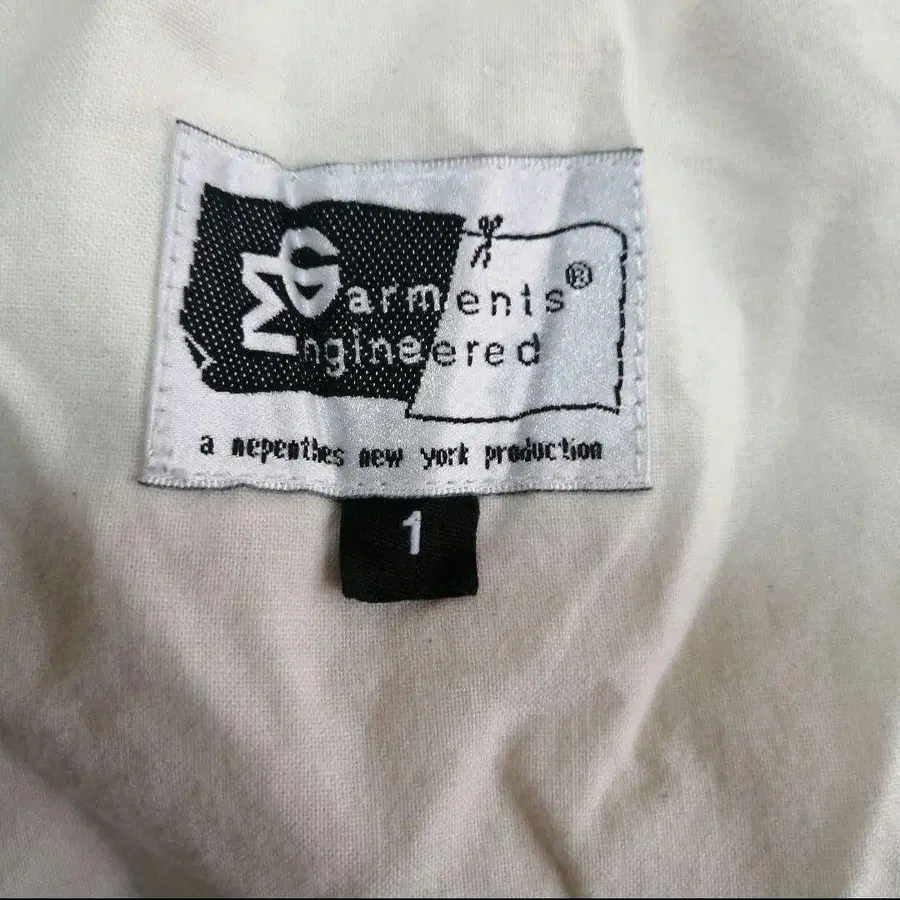 Garments®
Engineered
a nepenthes new york production
1